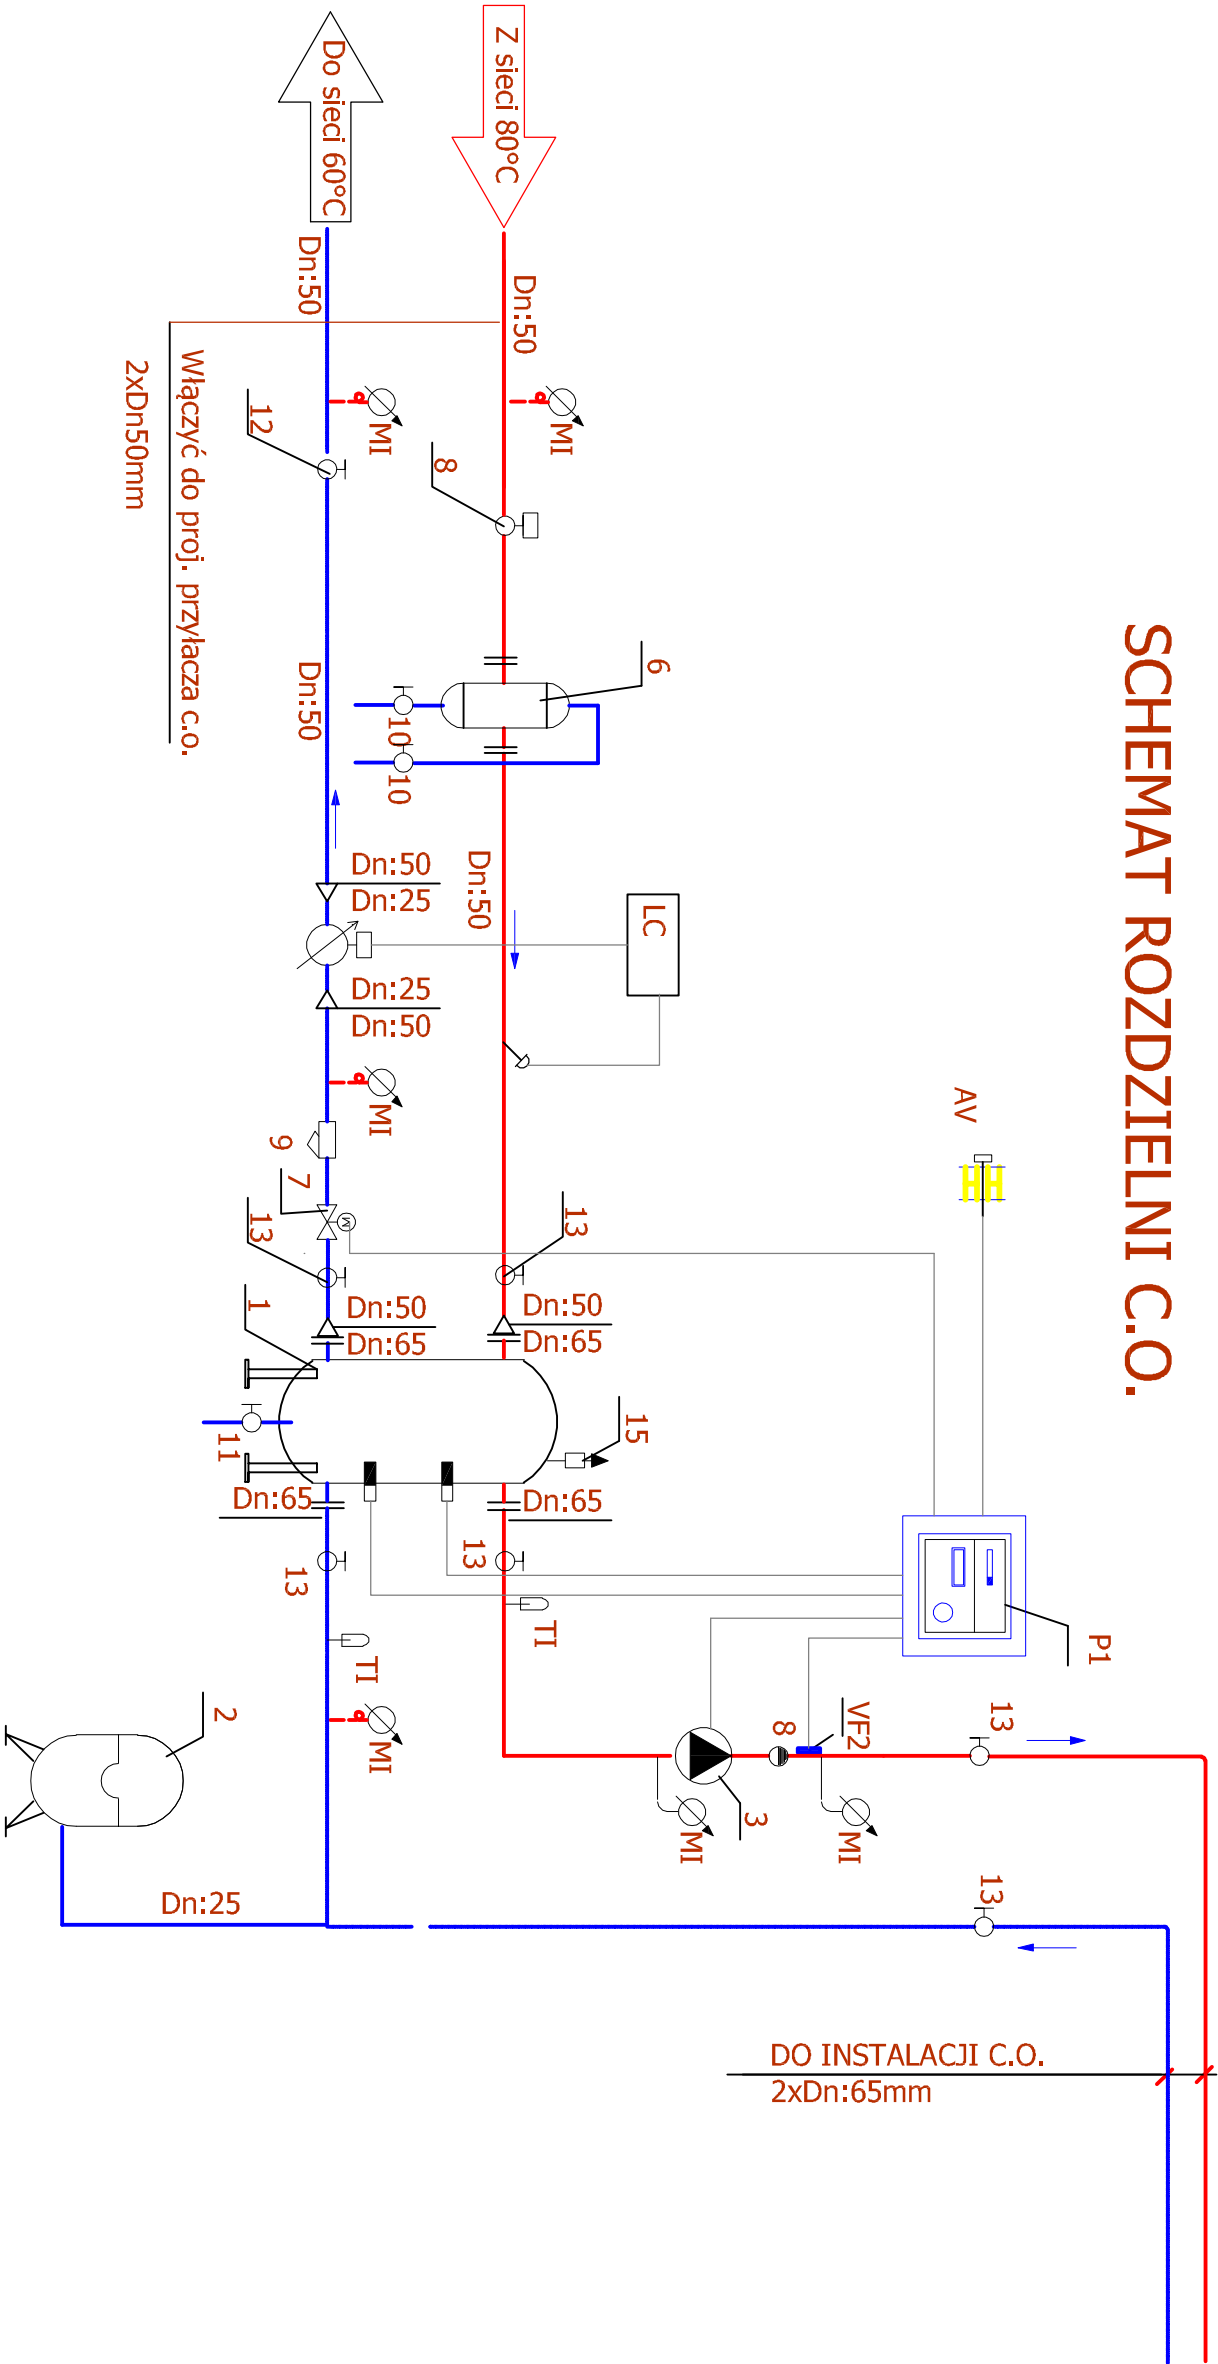 SCHEMAT ROZDZIELNI C.O.
Z sieci 80°C
Do sieci 60°C
Dn:50
Dn:50
Włączyć do proj. przyłacza c.o.
2xDn50mm
MI
MI
12
8
6
10
10
Dn:50
Dn:50
Dn:50
Dn:25
LC
Dn:25
Dn:50
MI
AV
9
7
13
13
1
Dn:50
Dn:65
Dn:50
Dn:65
M
15
11
Dn:65
Dn:65
13
13
TI
TI
P1
2
MI
VF2
8
13
3
MI
MI
Dn:25
13
DO INSTALACJI C.O.
2xDn:65mm